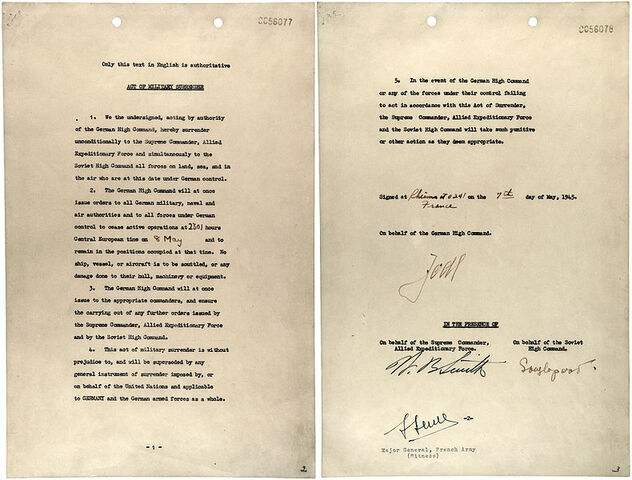 CC56077
Only this text in English is authoritative
ACT OF MILITARY SURRENDER
1. We the undersigned, acting by authority
of the German High Command, hereby surrender
unconditionally to the Supreme Commander, Allied
Expeditionary Force and simultaneously to the
Soviet High Command all forces on land, sea, and in
the air who are at this date under German control.
2. The German High Command will at once
issue orders to all German military, naval and
air authorities and to all forces under German
control to cease active operations at 2301 hours
Central European time on 8 May and to
remain in the positions occupied at that time. No
ship, vessel, or aircraft is to be scuttled, or any
damage done to their hull, machinery or equipment.
3. The German High Command will at once
issue to the appropriate commanders, and ensure
the carrying out of any further orders issued by
the Supreme Commander, Allied Expeditionary Force
and by the Soviet High Command.
4. This act of military surrender is without
prejudice to, and will be superseded by any
general instrument of surrender imposed by, or
on behalf of the United Nations and applicable
to GERMANY and the German armed forces as a whole.
-1-
2
CC56078
5. In the event of the German High Command
or any of the forces under their control failing
to act in accordance with this Act of Surrender,
the Supreme Commander, Allied Expeditionary Force
and the Soviet High Command will take such punitive
or other action as they deem appropriate.
Signed at Rheims at 0241 on the 7th day of May, 1945.
France
On behalf of the German High Command.
Jodl
IN THE PRESENCE OF
On behalf of the Supreme Commander,
Allied Expeditionary Force.
On behalf of the Soviet
High Command.
W. B. Smith
-2-
Major General, French Army
(Witness)
3